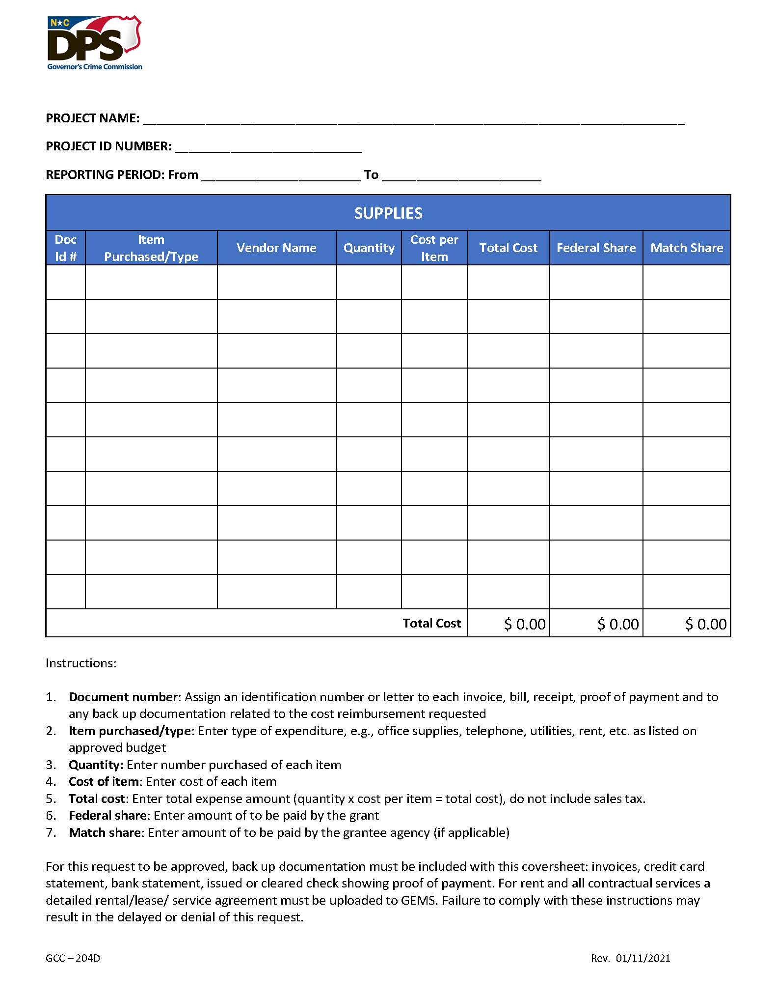 N★C
DPS
Governor's Crime Commission
PROJECT NAME: ______________________________________________________________________________
PROJECT ID NUMBER: ___________________________
REPORTING PERIOD: From _______________________ To _______________________
SUPPLIES
Doc Id # Item Purchased/Type Vendor Name Quantity Cost per Item Total Cost Federal Share Match Share
Total Cost $ 0.00 $ 0.00 $ 0.00
Instructions:
1. Document number: Assign an identification number or letter to each invoice, bill, receipt, proof of payment and to
any back up documentation related to the cost reimbursement requested
2. Item purchased/type: Enter type of expenditure, e.g., office supplies, telephone, utilities, rent, etc. as listed on
approved budget
3. Quantity: Enter number purchased of each item
4. Cost of item: Enter cost of each item
5. Total cost: Enter total expense amount (quantity x cost per item = total cost), do not include sales tax.
6. Federal share: Enter amount of to be paid by the grant
7. Match share: Enter amount of to be paid by the grantee agency (if applicable)
For this request to be approved, back up documentation must be included with this coversheet: invoices, credit card
statement, bank statement, issued or cleared check showing proof of payment. For rent and all contractual services a
detailed rental/lease/ service agreement must be uploaded to GEMS. Failure to comply with these instructions may
result in the delayed or denial of this request.
GCC – 204D Rev. 01/11/2021